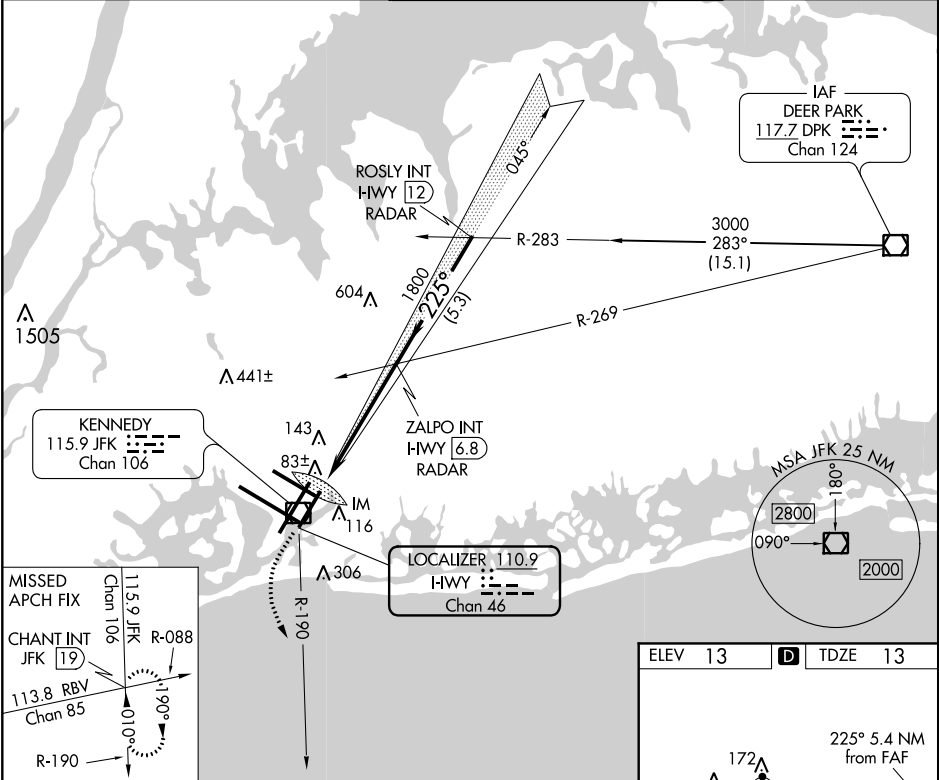 IAF
DEER PARK
117.7 DPK
Chan 124
ROSLY INT
I-IWY 12
RADAR
045°
R-283
3000
283°
(15.1)
1800
225°
(5.3)
604
R-269
1505
441±
KENNEDY
115.9 JFK
Chan 106
143
83±
ZALPO INT
I-IWY 6.8
RADAR
IM
116
MSA JFK 25 NM
180°
2800
090°
2000
306
LOCALIZER 110.9
I-IWY
Chan 46
R-190
MISSED
APCH FIX
115.9 JFK
Chan 106
CHANT INT
JFK 19
R-088
113.8 RBV
Chan 85
010°
190°
R-190
ELEV 13
D
TDZE 13
172
225° 5.4 NM
from FAF